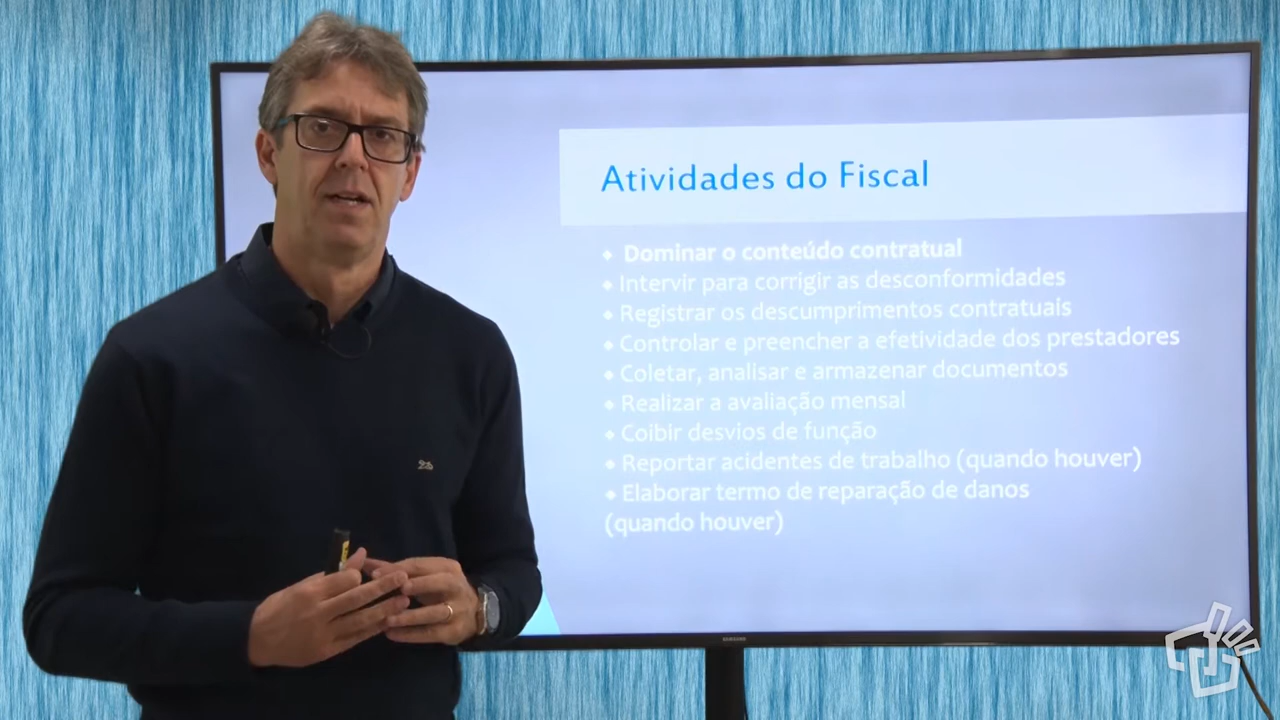 Atividades do Fiscal
Dominar o conteúdo contratual
Intervir para corrigir as desconformidades
Registrar os descumprimentos contratuais
Controlar e preencher a efetividade dos prestadores
Coletar, analisar e armazenar documentos
Realizar a avaliação mensal
Coibir desvios de função
Reportar acidentes de trabalho (quando houver)
Elaborar termo de reparação de danos
(quando houver)
SAMSUNG